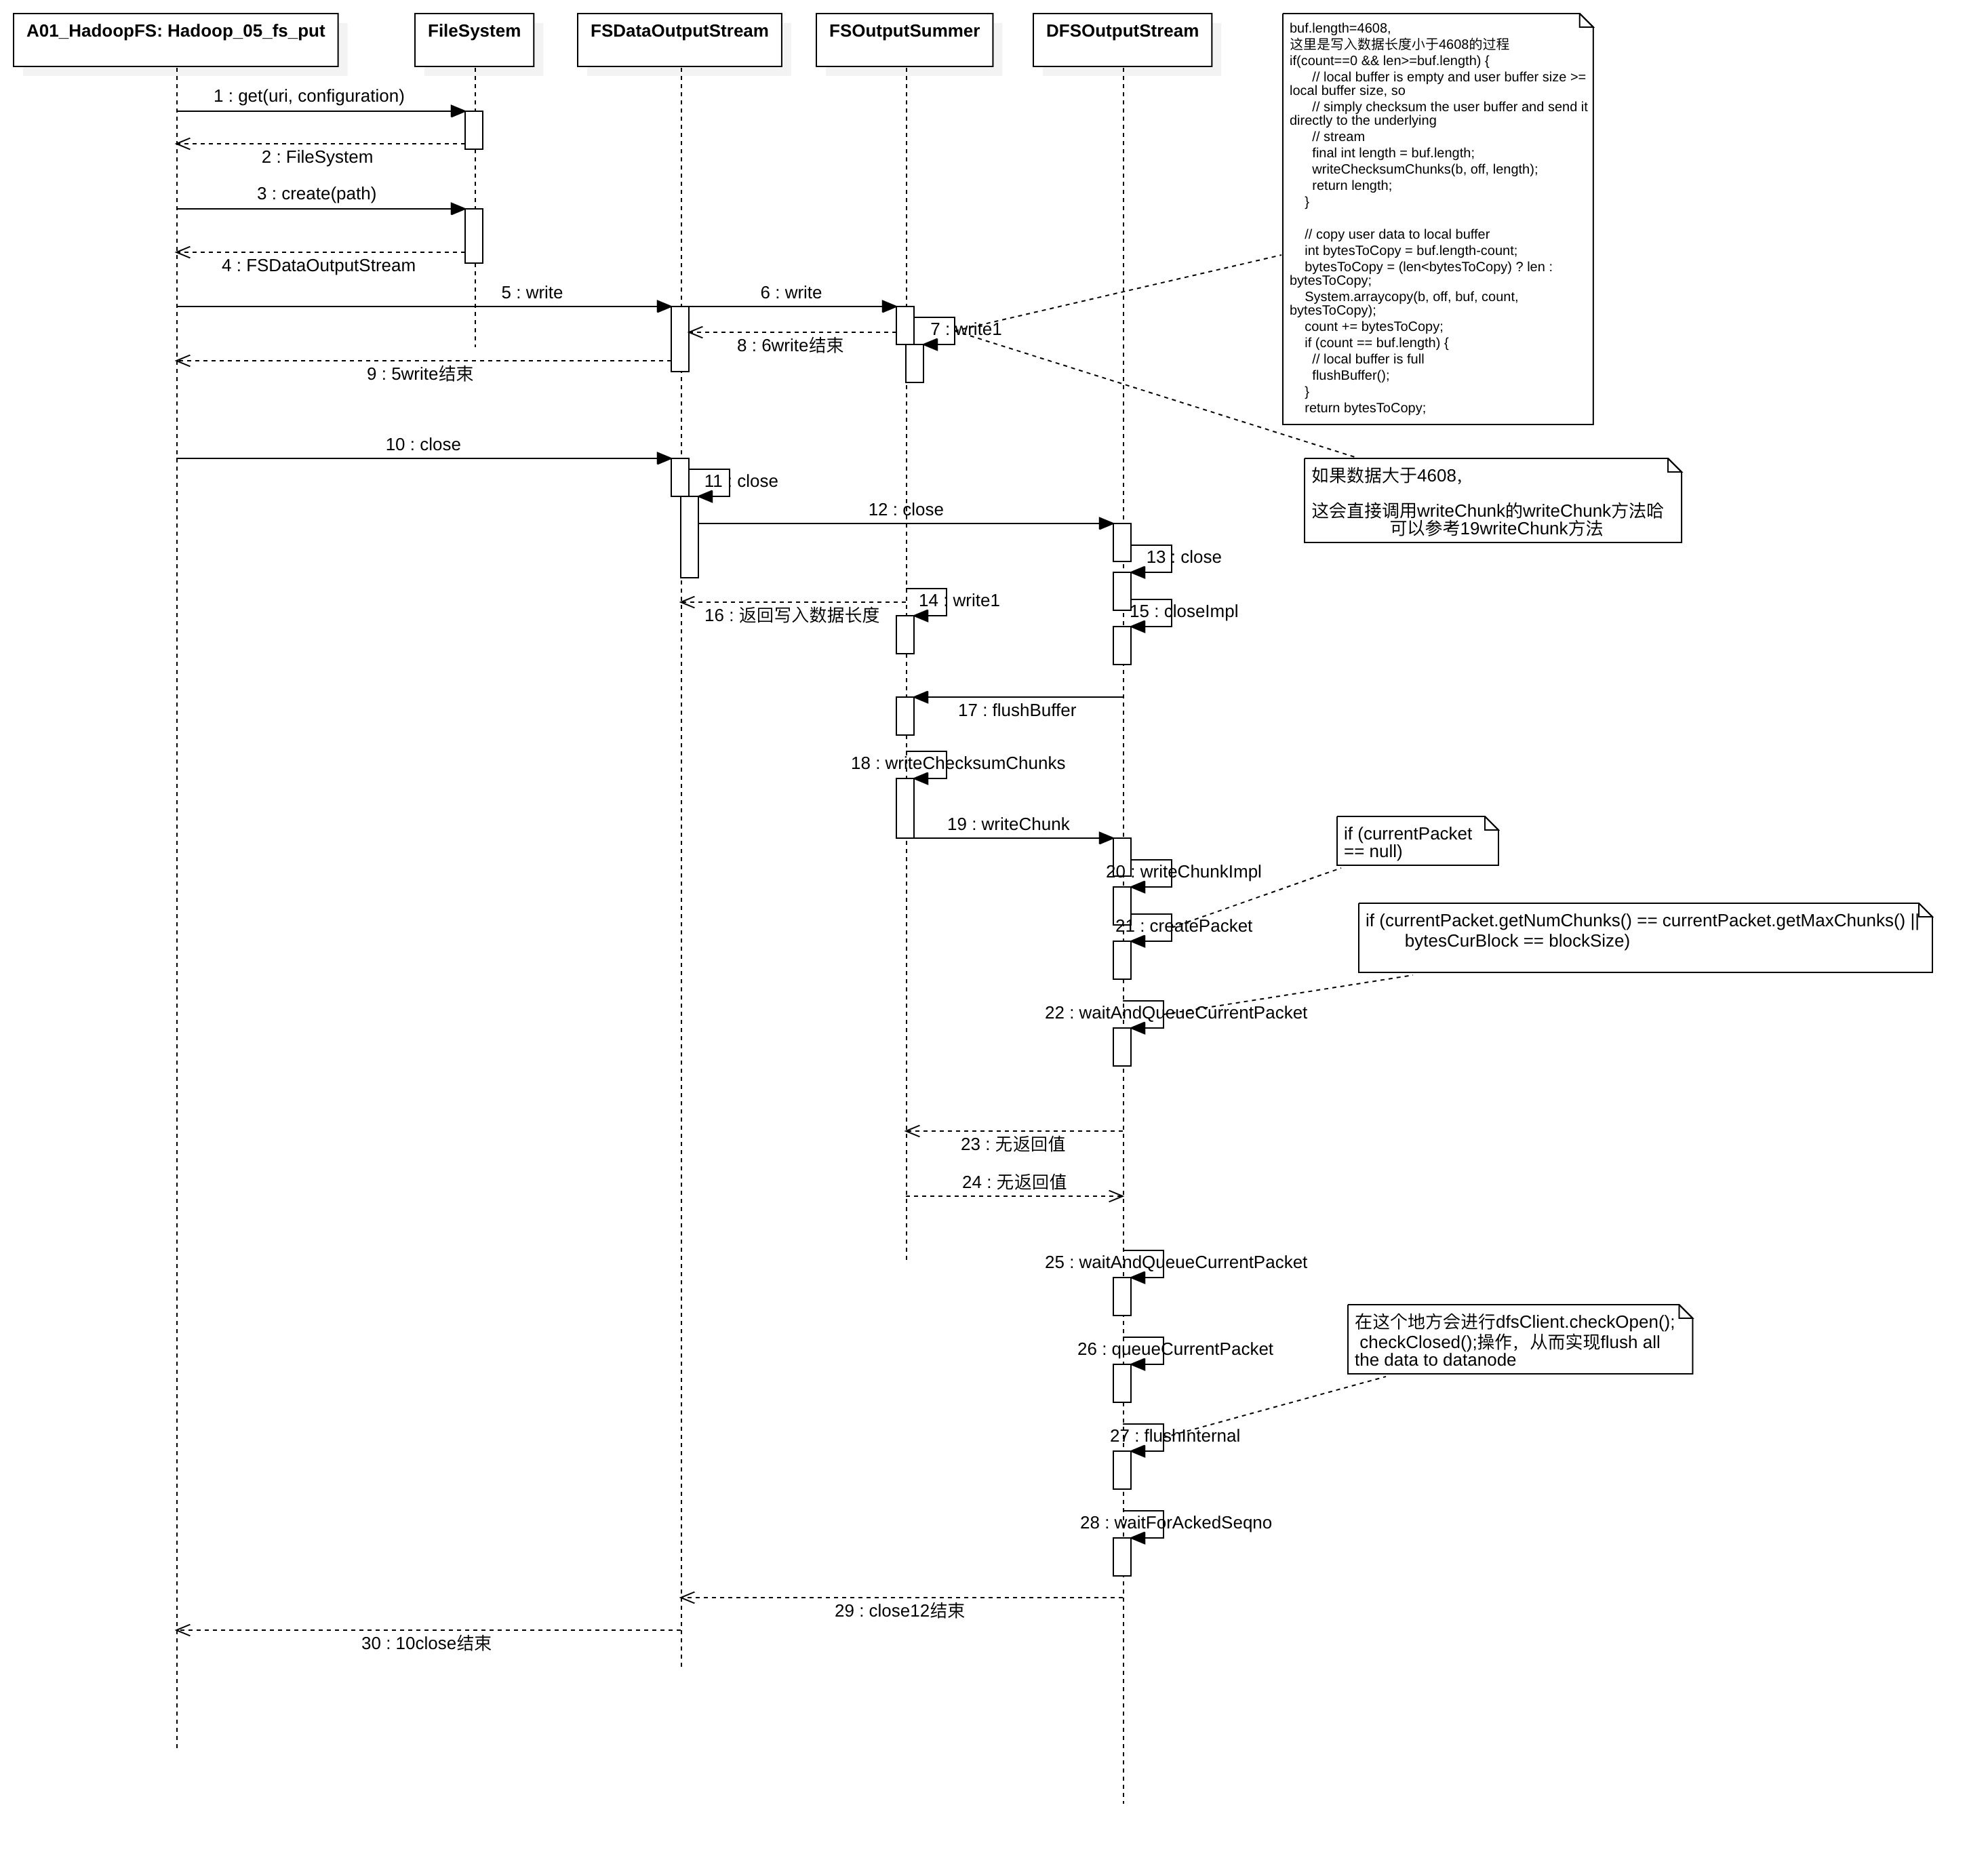 A01_HadoopFS: Hadoop_05_fs_put
FileSystem
FSDataOutputStream
FSOutputSummer
DFSOutputStream
buf.length=4608,
这里是写入数据长度小于4608的过程
if(count==0 && len>=buf.length) {
// local buffer is empty and user buffer size >=
local buffer size, so
// simply checksum the user buffer and send it
directly to the underlying
// stream
final int length = buf.length;
writeChecksumChunks(b, off, length);
return length;
}
// copy user data to local buffer
int bytesToCopy = buf.length-count;
bytesToCopy = (len<bytesToCopy) ? len :
bytesToCopy;
System.arraycopy(b, off, buf, count,
bytesToCopy);
count += bytesToCopy;
if (count == buf.length) {
// local buffer is full
flushBuffer();
}
return bytesToCopy;
1 : get(uri, configuration)
2 : FileSystem
3 : create(path)
4 : FSDataOutputStream
5 : write
6 : write
7 : write1
8 : 6write结束
9 : 5write结束
10 : close
如果数据大于4608，
这会直接调用writeChunk的writeChunk方法哈
可以参考19writeChunk方法
11 : close
12 : close
13 : close
14 : write1
15 : closeImpl
16 : 返回写入数据长度
17 : flushBuffer
18 : writeChecksumChunks
19 : writeChunk
if (currentPacket
== null)
20 : writeChunkImpl
21 : createPacket
if (currentPacket.getNumChunks() == currentPacket.getMaxChunks() ||
bytesCurBlock == blockSize)
22 : waitAndQueueCurrentPacket
23 : 无返回值
24 : 无返回值
25 : waitAndQueueCurrentPacket
在这个地方会进行dfsClient.checkOpen();
checkClosed();操作，从而实现flush all
the data to datanode
26 : queueCurrentPacket
27 : flushInternal
28 : waitForAckedSeqno
29 : close12结束
30 : 10close结束